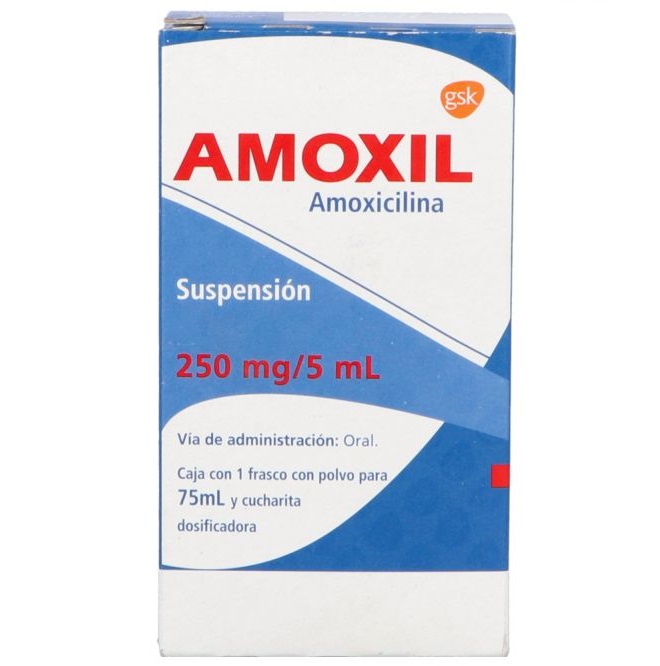 gsk
AMOXIL
Amoxicilina
Suspensión
250 mg/5 mL
Vía de administración: Oral.
Caja con 1 frasco con polvo para
75mL y cucharita
dosificadora